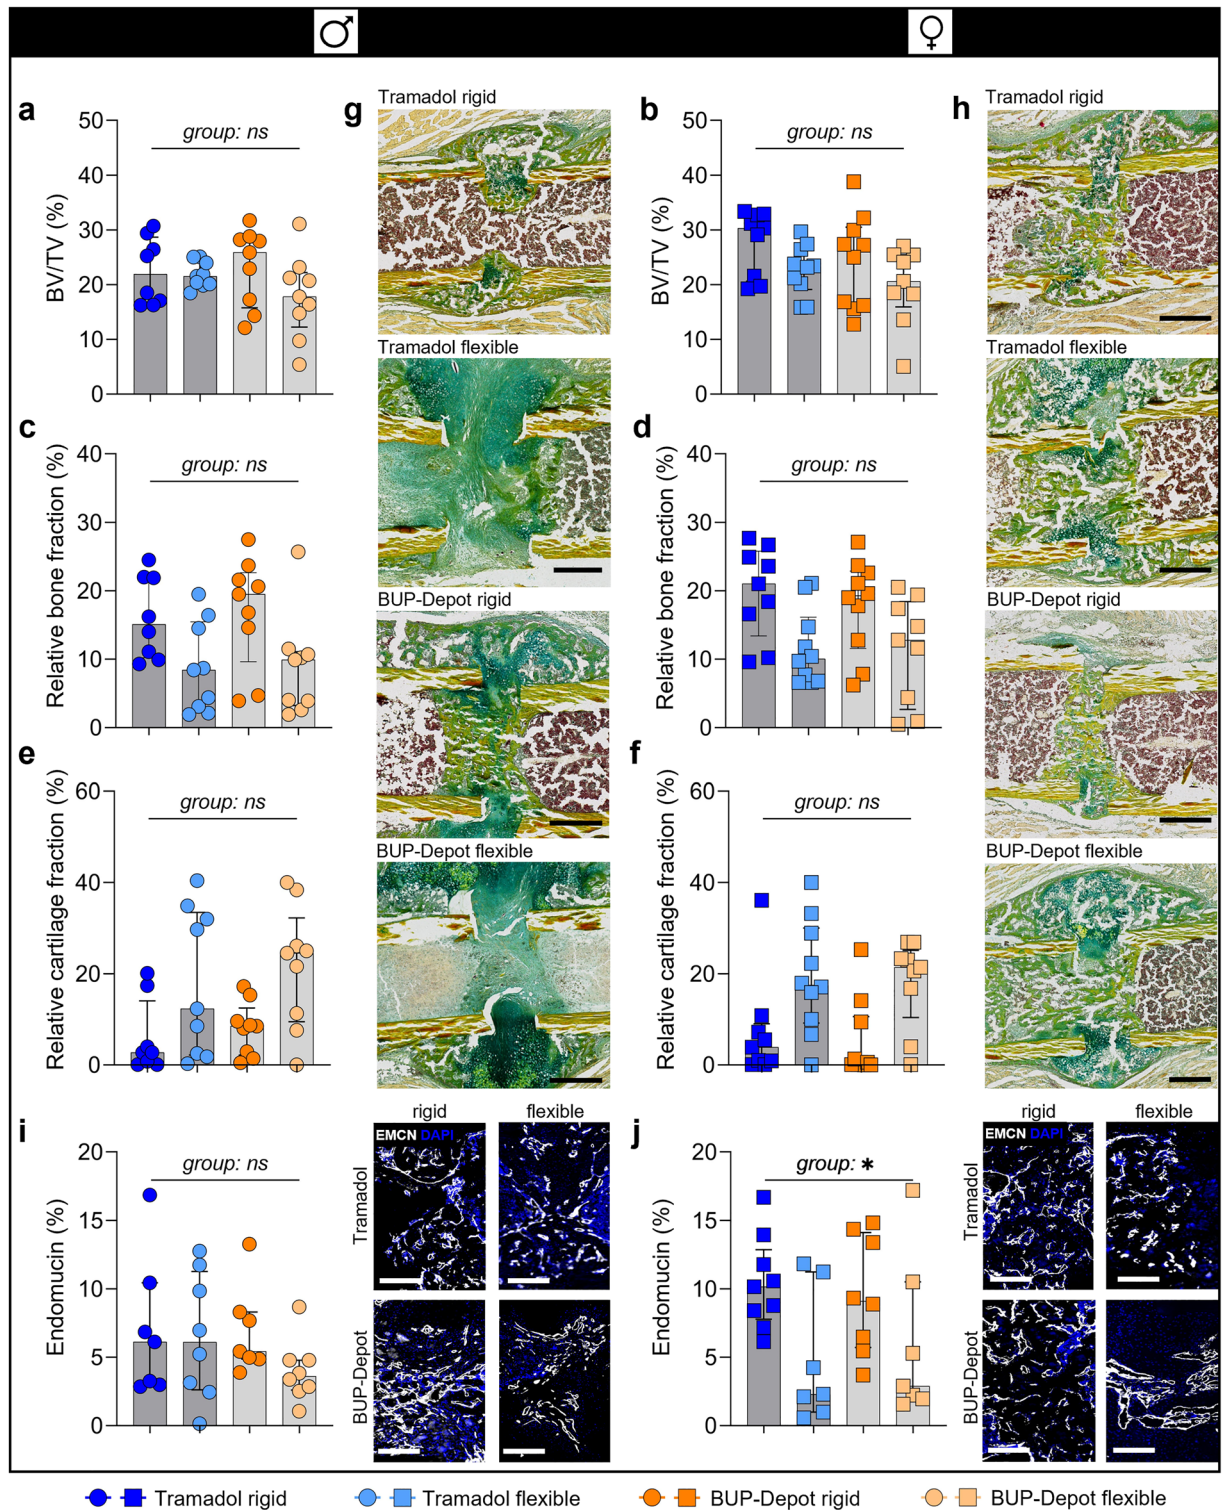 ♂ ♀
a
BV/TV (%)
50
40
30
20
10
0
group: ns
g
Tramadol rigid
Tramadol flexible
BUP-Depot rigid
BUP-Depot flexible
b
BV/TV (%)
50
40
30
20
10
0
group: ns
h
Tramadol rigid
Tramadol flexible
BUP-Depot rigid
BUP-Depot flexible
c
Relative bone fraction (%)
40
30
20
10
0
group: ns
d
Relative bone fraction (%)
40
30
20
10
0
group: ns
e
Relative cartilage fraction (%)
60
40
20
0
group: ns
f
Relative cartilage fraction (%)
60
40
20
0
group: ns
i
Endomucin (%)
20
15
10
5
0
group: ns
rigid flexible
EMCN DAPI
Tramadol
BUP-Depot
j
Endomucin (%)
20
15
10
5
0
group: *
rigid flexible
EMCN DAPI
Tramadol
BUP-Depot
Tramadol rigid Tramadol flexible BUP-Depot rigid BUP-Depot flexible